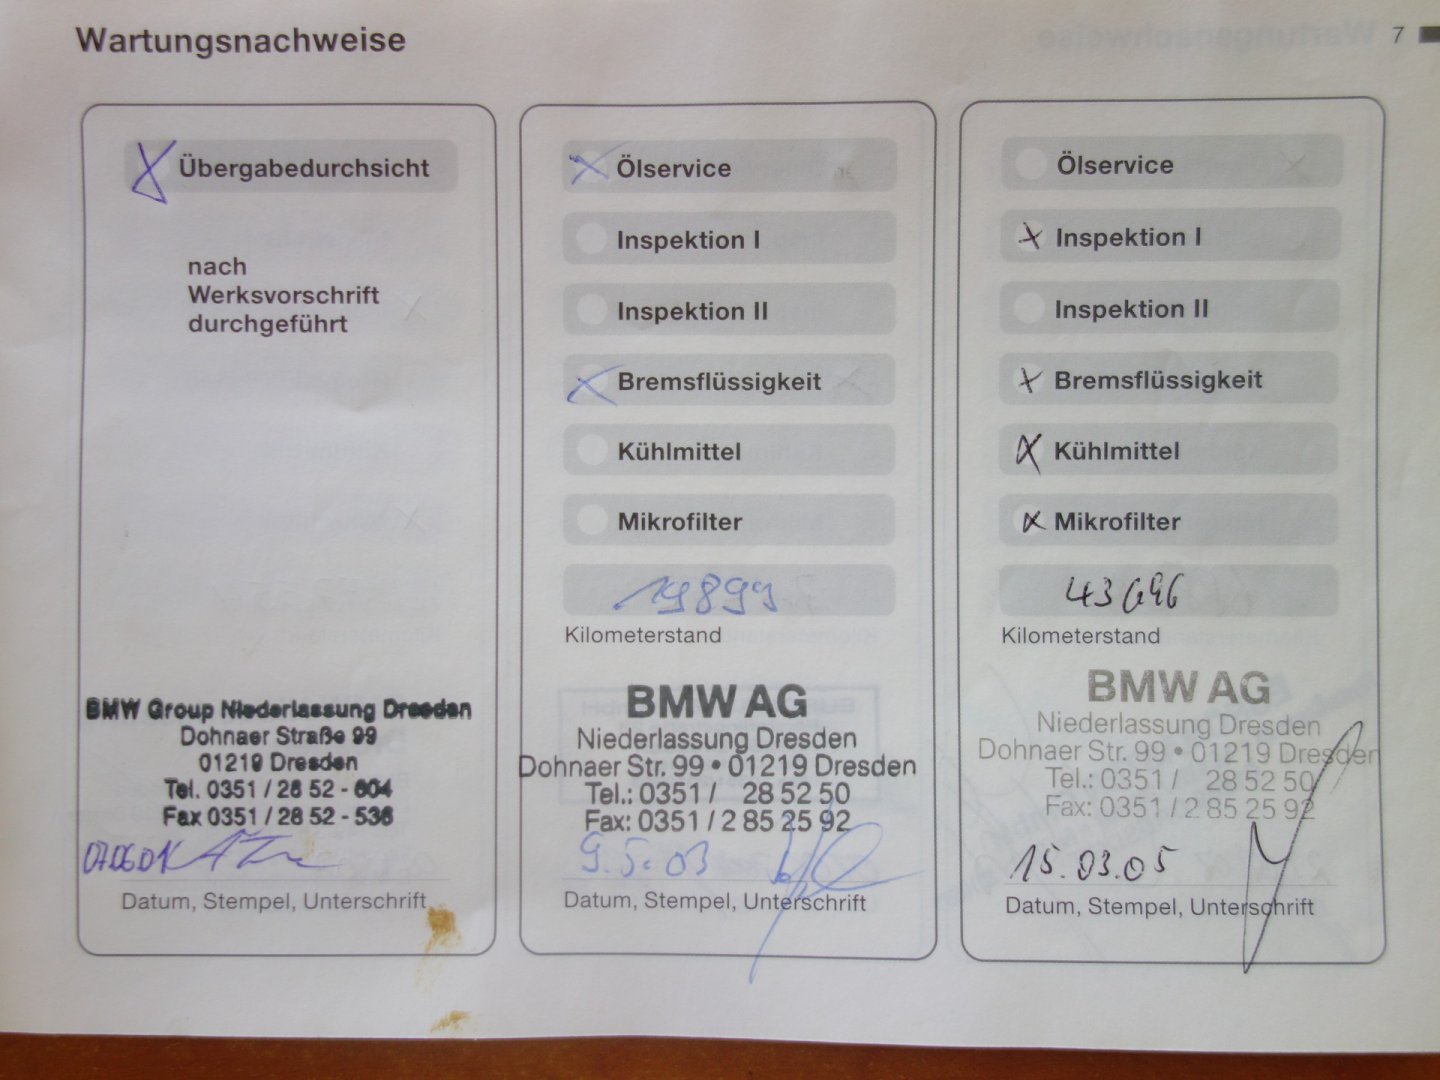 Wartungsnachweise
7
Übergabedurchsicht
nach
Werksvorschrift
durchgeführt
BMW Group Niederlassung Dresden
Dohnaer Straße 99
01219 Dresden
Tel. 0351 / 28 52 - 604
Fax 0351 / 28 52 - 536
070601
Datum, Stempel, Unterschrift
Ölservice
Inspektion I
Inspektion II
Bremsflüssigkeit
Kühlmittel
Mikrofilter
19899
Kilometerstand
BMW AG
Niederlassung Dresden
Dohnaer Str. 99 • 01219 Dresden
Tel.: 0351 / 28 52 50
Fax: 0351 / 2 85 25 92
9.5.03
Datum, Stempel, Unterschrift
Ölservice
Inspektion I
Inspektion II
Bremsflüssigkeit
Kühlmittel
Mikrofilter
43696
Kilometerstand
BMW AG
Niederlassung Dresden
Dohnaer Str. 99 • 01219 Dresden
Tel.: 0351 / 28 52 50
Fax: 0351 / 2 85 25 92
15.03.05
Datum, Stempel, Unterschrift